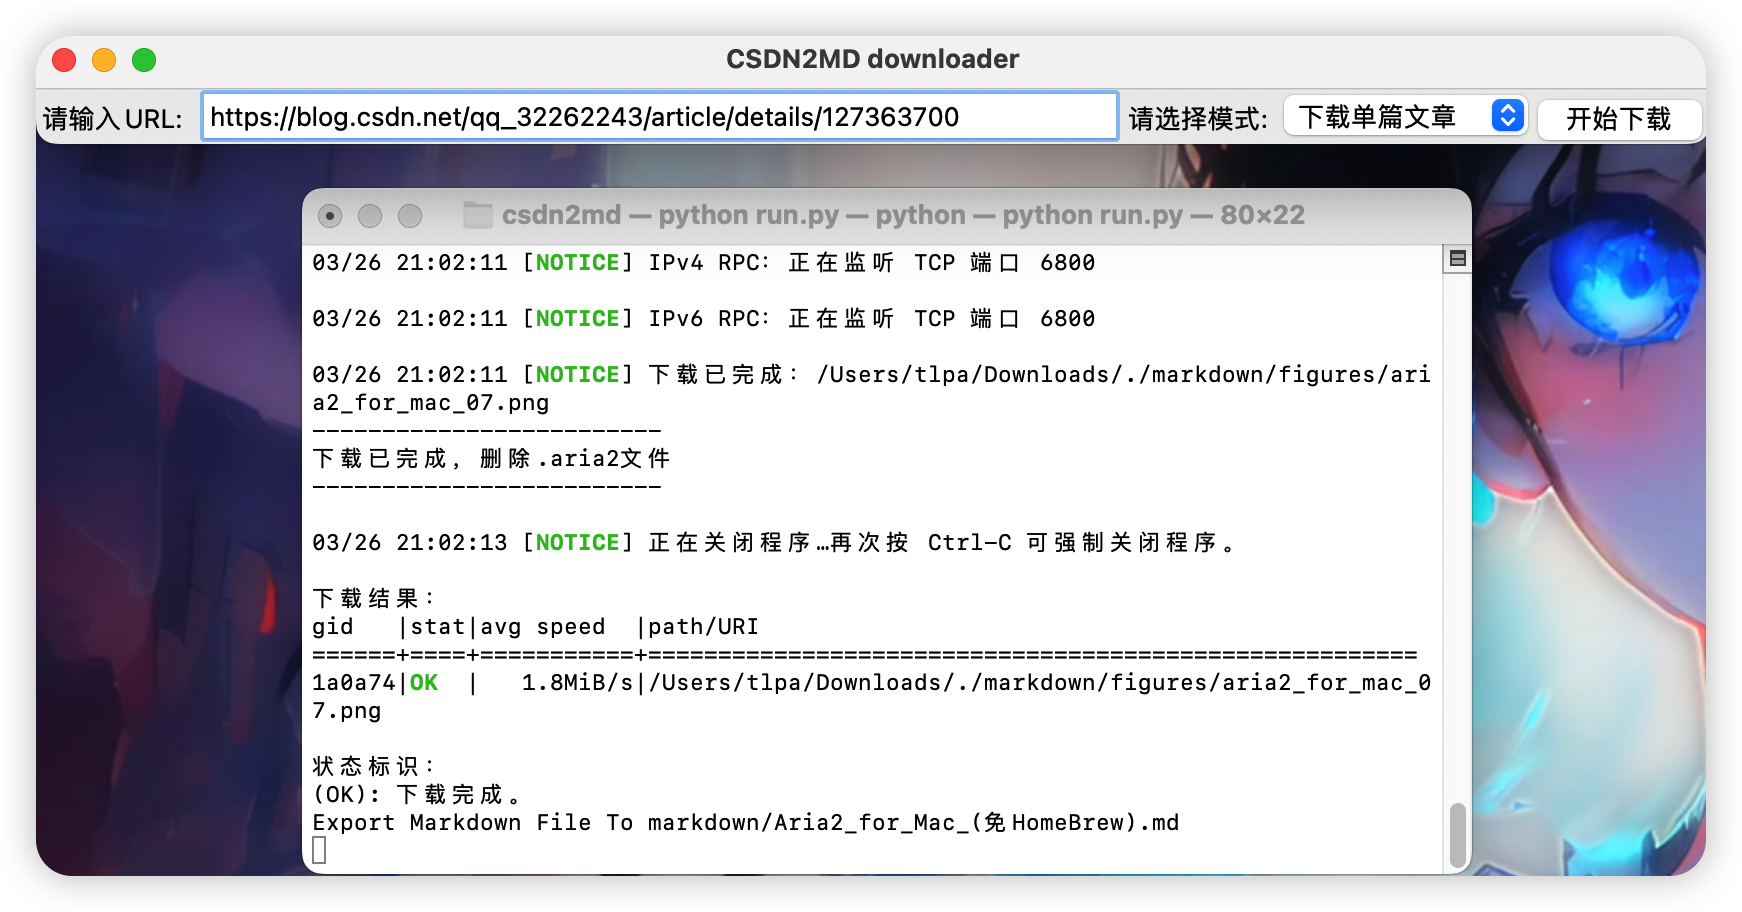 CSDN2MD downloader
请输入URL: https://blog.csdn.net/qq_32262243/article/details/127363700 请选择模式: 下载单篇文章 开始下载
csdn2md — python run.py — python — python run.py — 80×22
03/26 21:02:11 [NOTICE] IPv4 RPC: 正在监听 TCP 端口 6800
03/26 21:02:11 [NOTICE] IPv6 RPC: 正在监听 TCP 端口 6800
03/26 21:02:11 [NOTICE] 下载已完成: /Users/tlpa/Downloads/./markdown/figures/ari
a2_for_mac_07.png
-------------------------
下载已完成, 删除.aria2文件
-------------------------
03/26 21:02:13 [NOTICE] 正在关闭程序…再次按 Ctrl-C 可强制关闭程序。
下载结果:
gid   |stat|avg speed  |path/URI
======+====+===========+=======================================================
1a0a74|OK  |   1.8MiB/s|/Users/tlpa/Downloads/./markdown/figures/aria2_for_mac_0
7.png
状态标识:
(OK): 下载完成。
Export Markdown File To markdown/Aria2_for_Mac_(免HomeBrew).md